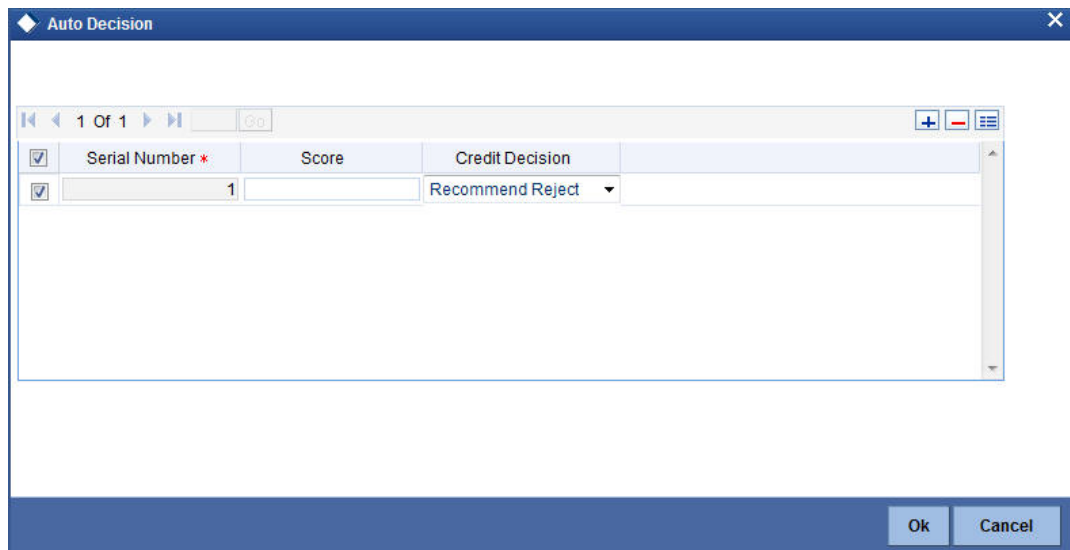 Auto Decision
1 Of 1 Go
Serial Number * Score Credit Decision
1 Recommend Reject
Ok Cancel